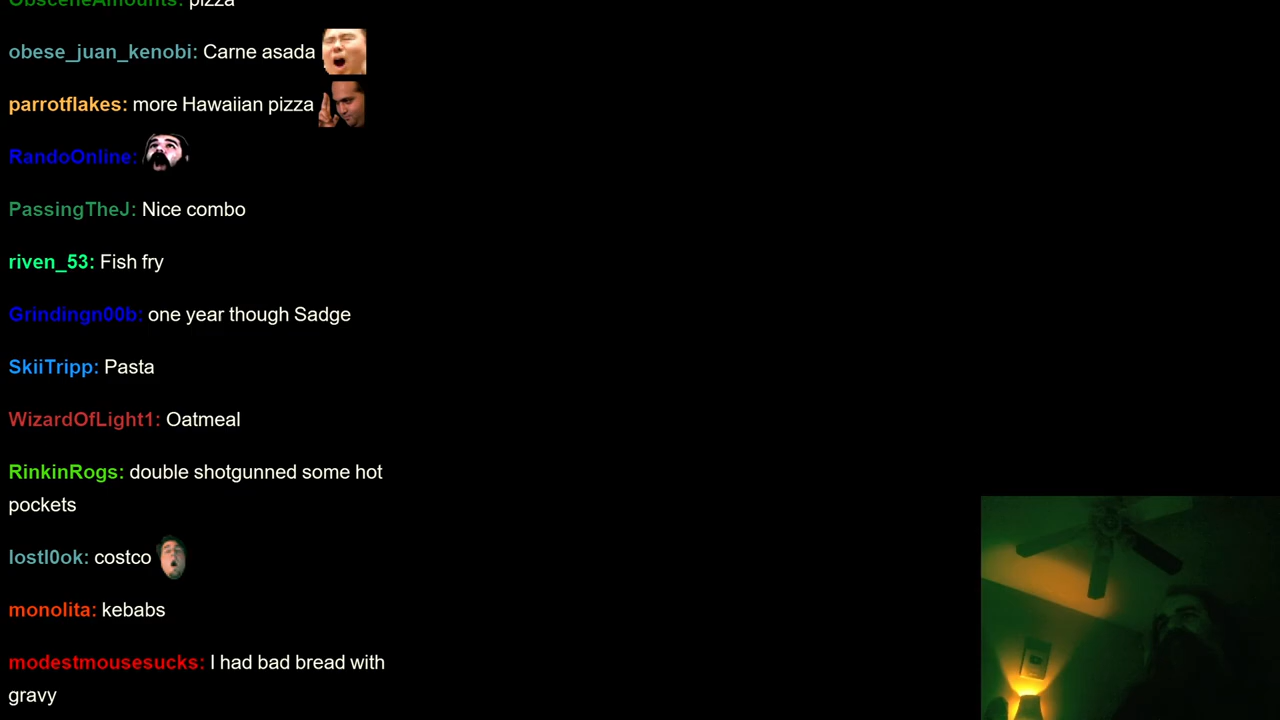 ObsceneAmounts: pizza
obese_juan_kenobi: Carne asada
parrotflakes: more Hawaiian pizza
RandoOnline:
PassingTheJ: Nice combo
riven_53: Fish fry
Grindingn00b: one year though Sadge
SkiiTripp: Pasta
WizardOfLight1: Oatmeal
RinkinRogs: double shotgunned some hot
pockets
lostl0ok: costco
monolita: kebabs
modestmousesucks: I had bad bread with
gravy